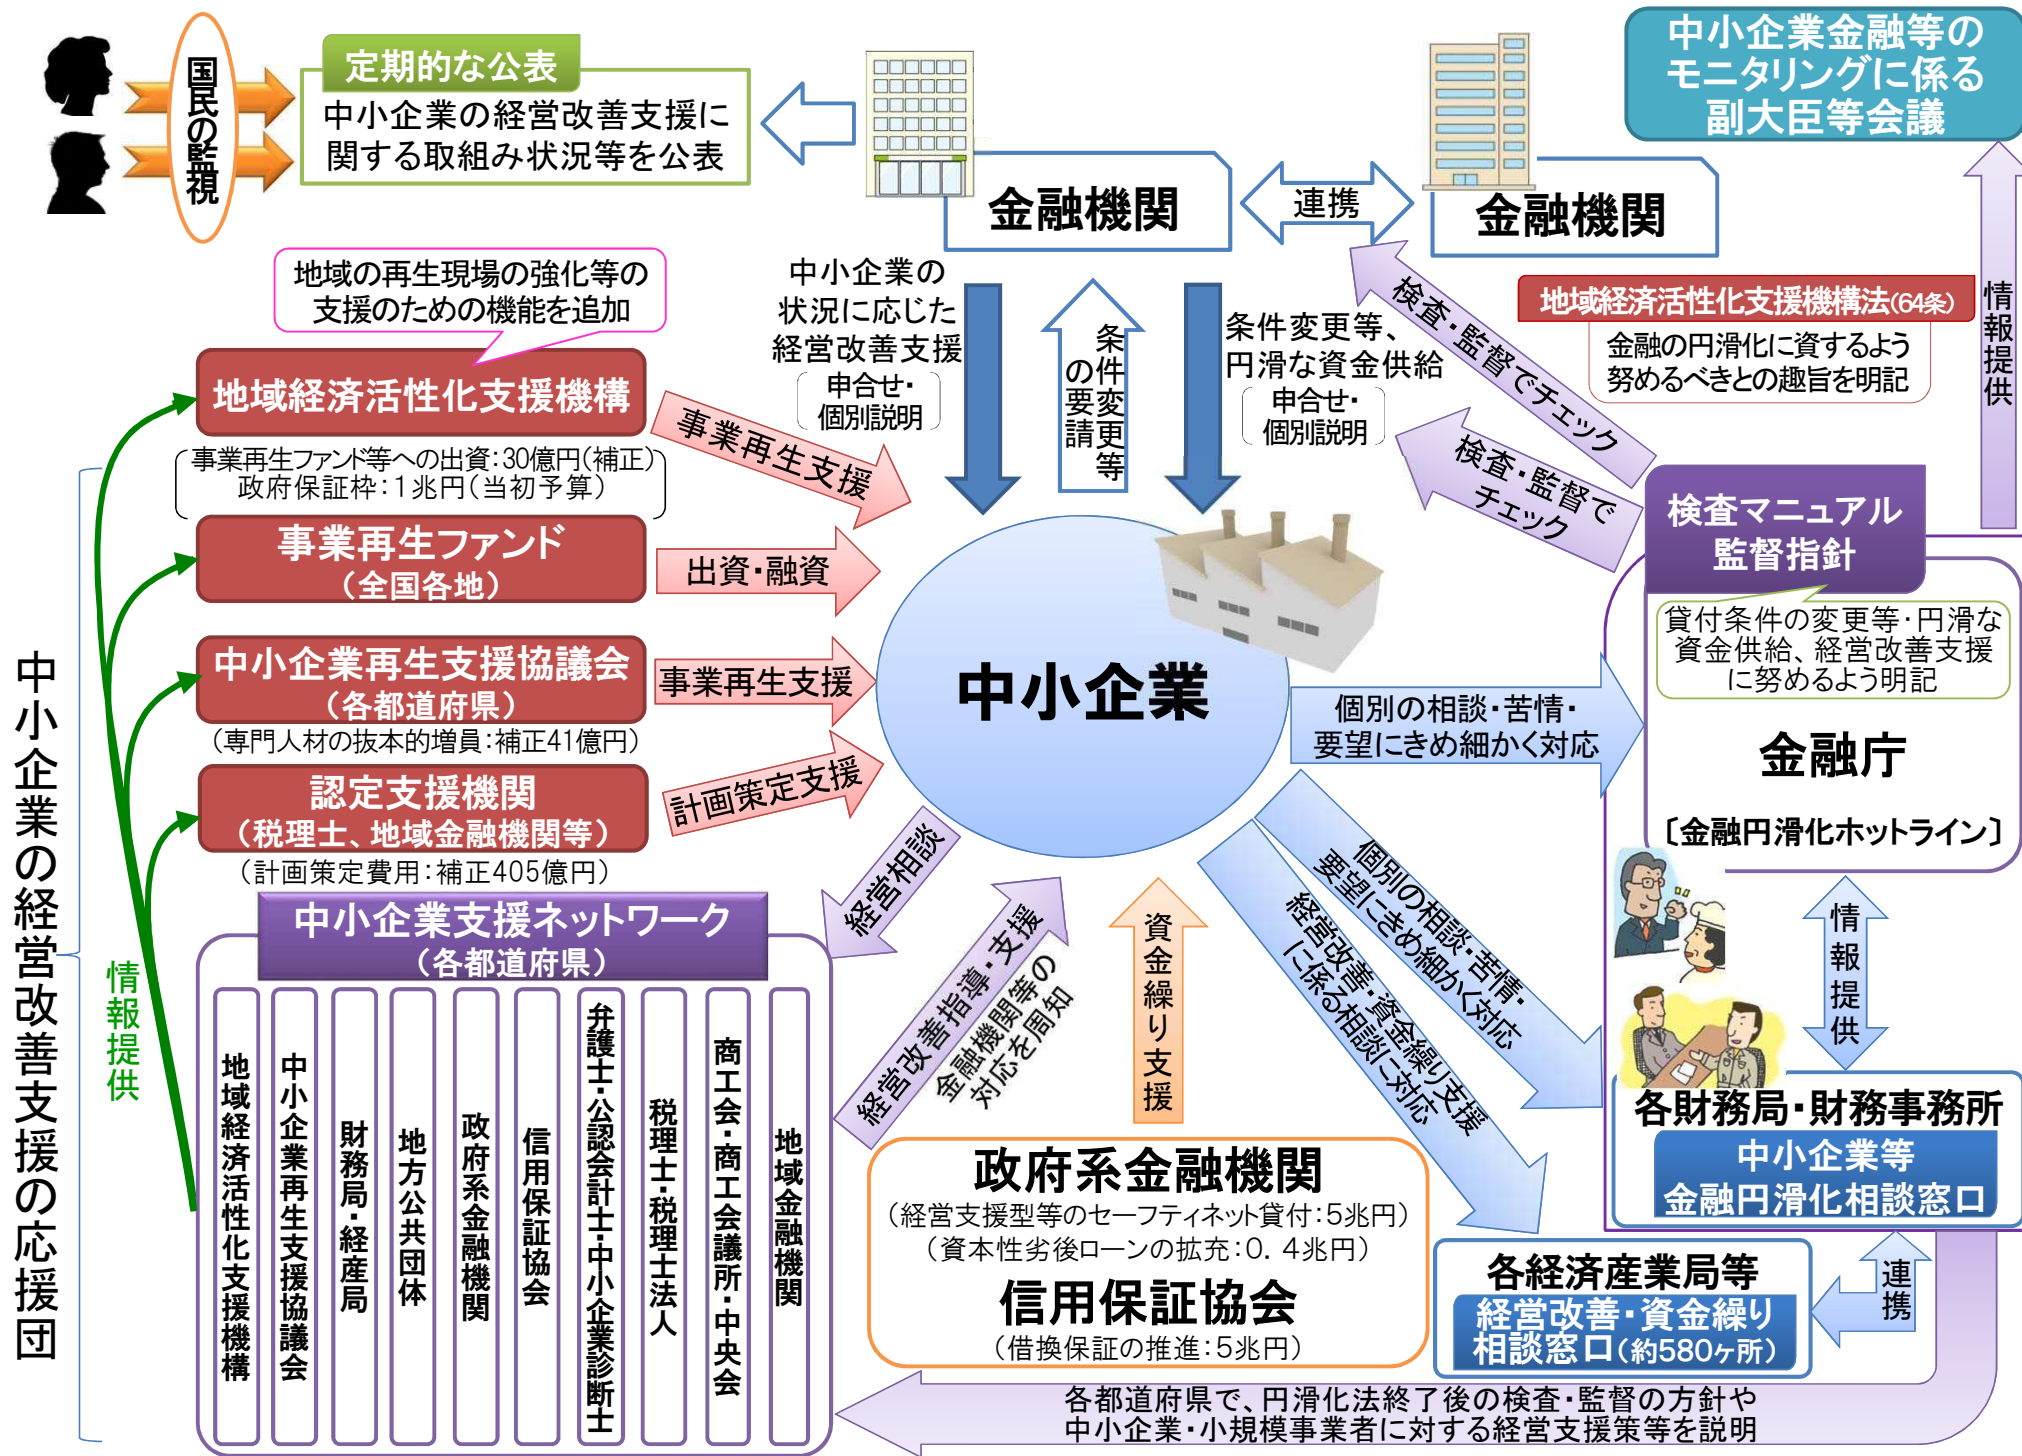 国民の監視
定期的な公表
中小企業の経営改善支援に
関する取組み状況等を公表
金融機関
連携
金融機関
中小企業金融等の
モニタリングに係る
副大臣等会議
情報提供
地域の再生現場の強化等の
支援のための機能を追加
中小企業の
状況に応じた
経営改善支援
申合せ・
個別説明
条件変更等
の要請
条件変更等、
円滑な資金供給
申合せ・
個別説明
検査・監督でチェック
検査・監督で
チェック
地域経済活性化支援機構法(64条)
金融の円滑化に資するよう
努めるべきとの趣旨を明記
地域経済活性化支援機構
事業再生ファンド等への出資:30億円(補正)
政府保証枠:1兆円(当初予算)
事業再生支援
事業再生ファンド
(全国各地)
出資・融資
中小企業再生支援協議会
(各都道府県)
(専門人材の抜本的増員:補正41億円)
事業再生支援
認定支援機関
(税理士、地域金融機関等)
(計画策定費用:補正405億円)
計画策定支援
中小企業
検査マニュアル
監督指針
貸付条件の変更等・円滑な
資金供給、経営改善支援
に努めるよう明記
金融庁
〔金融円滑化ホットライン〕
個別の相談・苦情・
要望にきめ細かく対応
個別の相談・苦情・
要望にきめ細かく対応
経営改善・資金繰り支援
に係る相談に対応
情報提供
各財務局・財務事務所
中小企業等
金融円滑化相談窓口
連携
各経済産業局等
経営改善・資金繰り
相談窓口(約580ヶ所)
経営相談
経営改善指導・支援
金融機関等の
対応を周知
資金繰り支援
政府系金融機関
(経営支援型等のセーフティネット貸付:5兆円)
(資本性劣後ローンの拡充:0.4兆円)
信用保証協会
(借換保証の推進:5兆円)
中小企業の経営改善支援の応援団
情報提供
中小企業支援ネットワーク
(各都道府県)
地域経済活性化支援機構
中小企業再生支援協議会
財務局・経産局
地方公共団体
政府系金融機関
信用保証協会
弁護士・公認会計士・中小企業診断士
税理士・税理士法人
商工会・商工会議所・中央会
地域金融機関
各都道府県で、円滑化法終了後の検査・監督の方針や
中小企業・小規模事業者に対する経営支援策等を説明